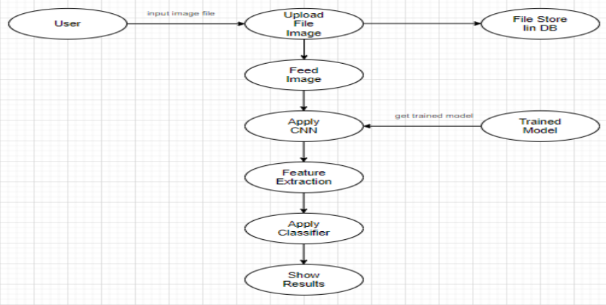 User
input image file
Upload
File
Image
File Store
Iin DB
Feed
Image
Apply
CNN
get trained model
Trained
Model
Feature
Extraction
Apply
Classifier
Show
Results